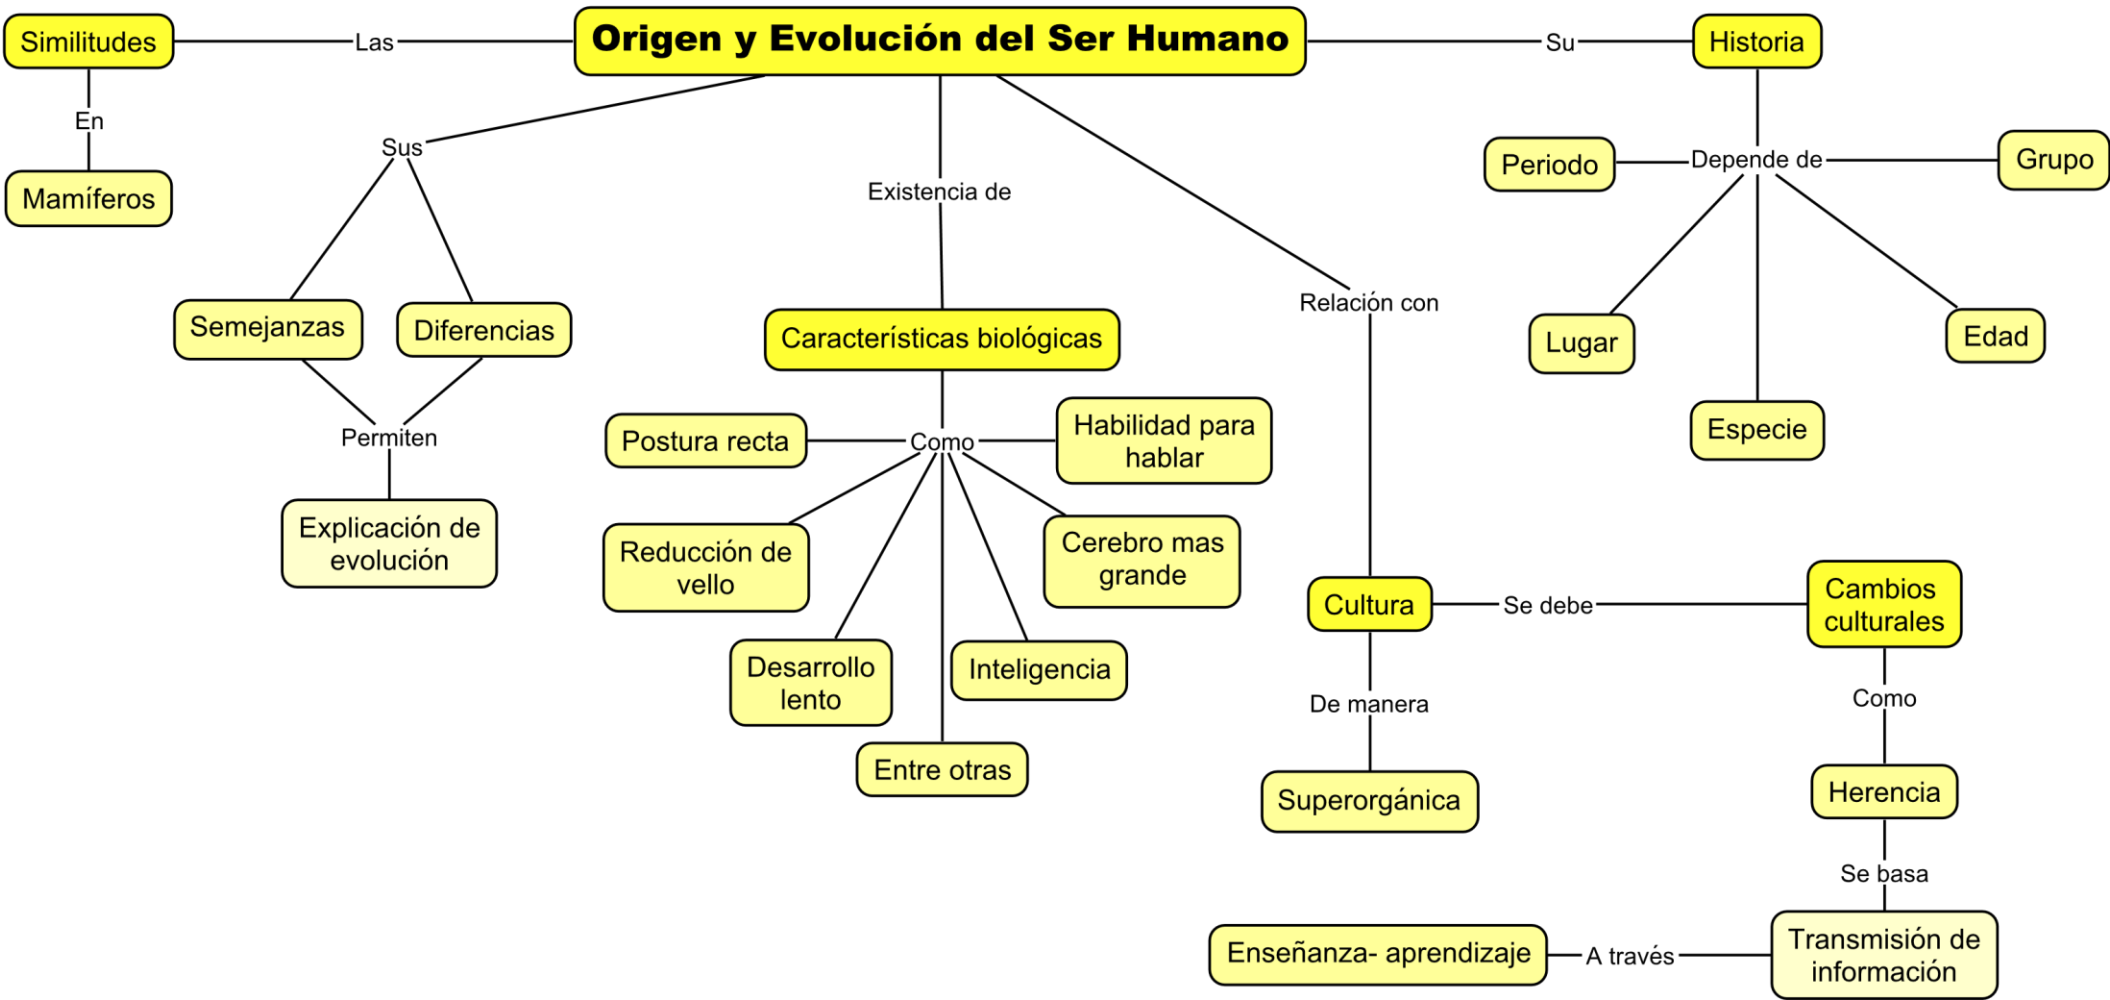 Similitudes
Las
Origen y Evolución del Ser Humano
Su
Historia
En
Mamíferos
Sus
Semejanzas
Diferencias
Permiten
Explicación de
evolución
Existencia de
Características biológicas
Como
Postura recta
Habilidad para
hablar
Reducción de
vello
Cerebro mas
grande
Desarrollo
lento
Inteligencia
Entre otras
Relación con
Cultura
Se debe
Cambios
culturales
De manera
Superorgánica
Como
Herencia
Se basa
Transmisión de
información
A través
Enseñanza- aprendizaje
Depende de
Periodo
Grupo
Lugar
Edad
Especie